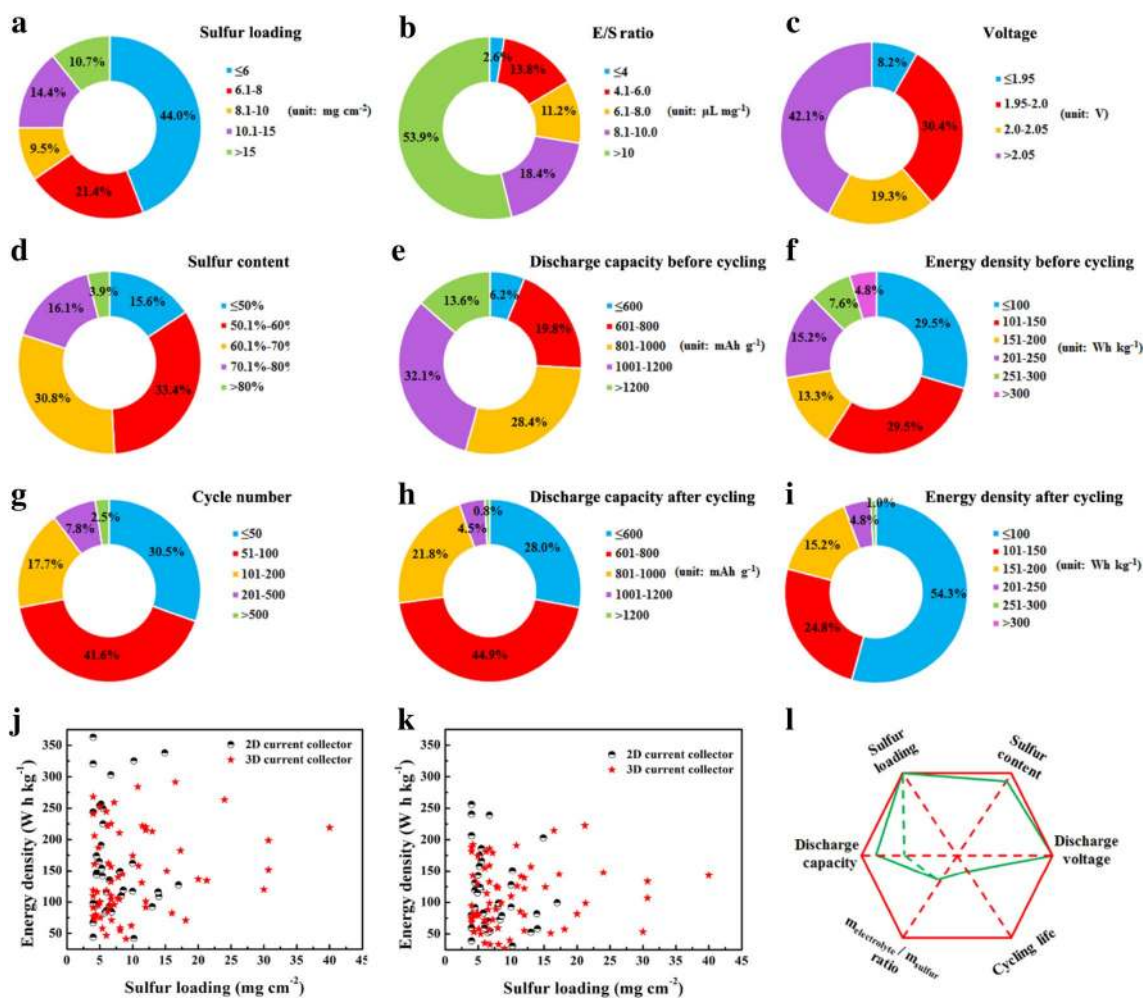 a
Sulfur loading
≤6
6.1-8
8.1-10 (unit: mg cm⁻²)
10.1-15
>15
10.7%
14.4%
44.0%
9.5%
21.4%
b
E/S ratio
≤4
4.1-6.0
6.1-8.0 (unit: µL mg⁻¹)
8.1-10.0
>10
2.6%
13.8%
11.2%
53.9%
18.4%
c
Voltage
≤1.95
1.95-2.0
(unit: V)
2.0-2.05
>2.05
8.2%
42.1%
30.4%
19.3%
d
Sulfur content
≤50%
50.1%-60%
60.1%-70%
70.1%-80%
>80%
3.9%
16.1%
15.6%
30.8%
33.4%
e
Discharge capacity before cycling
≤600
601-800
801-1000 (unit: mAh g⁻¹)
1001-1200
>1200
13.6%
6.2%
19.8%
32.1%
28.4%
f
Energy density before cycling
≤100
101-150
151-200 (unit: Wh kg⁻¹)
201-250
251-300
>300
4.8%
7.6%
15.2%
29.5%
13.3%
29.5%
g
Cycle number
≤50
51-100
101-200
201-500
>500
2.5%
7.8%
17.7%
30.5%
41.6%
h
Discharge capacity after cycling
≤600
601-800
801-1000 (unit: mAh g⁻¹)
1001-1200
>1200
0.8%
4.5%
21.8%
28.0%
44.9%
i
Energy density after cycling
≤100
101-150
151-200 (unit: Wh kg⁻¹)
201-250
251-300
>300
1.0%
4.8%
15.2%
54.3%
24.8%
j
2D current collector
3D current collector
Energy density (W h kg⁻¹)
350
300
250
200
150
100
50
0 5 10 15 20 25 30 35 40 45
Sulfur loading (mg cm⁻²)
k
2D current collector
3D current collector
Energy density (W h kg⁻¹)
350
300
250
200
150
100
50
0 5 10 15 20 25 30 35 40 45
Sulfur loading (mg cm⁻²)
l
Sulfur
loading
Sulfur
content
Discharge
capacity
Discharge
voltage
m electrolyte / m sulfur
ratio
Cycling life